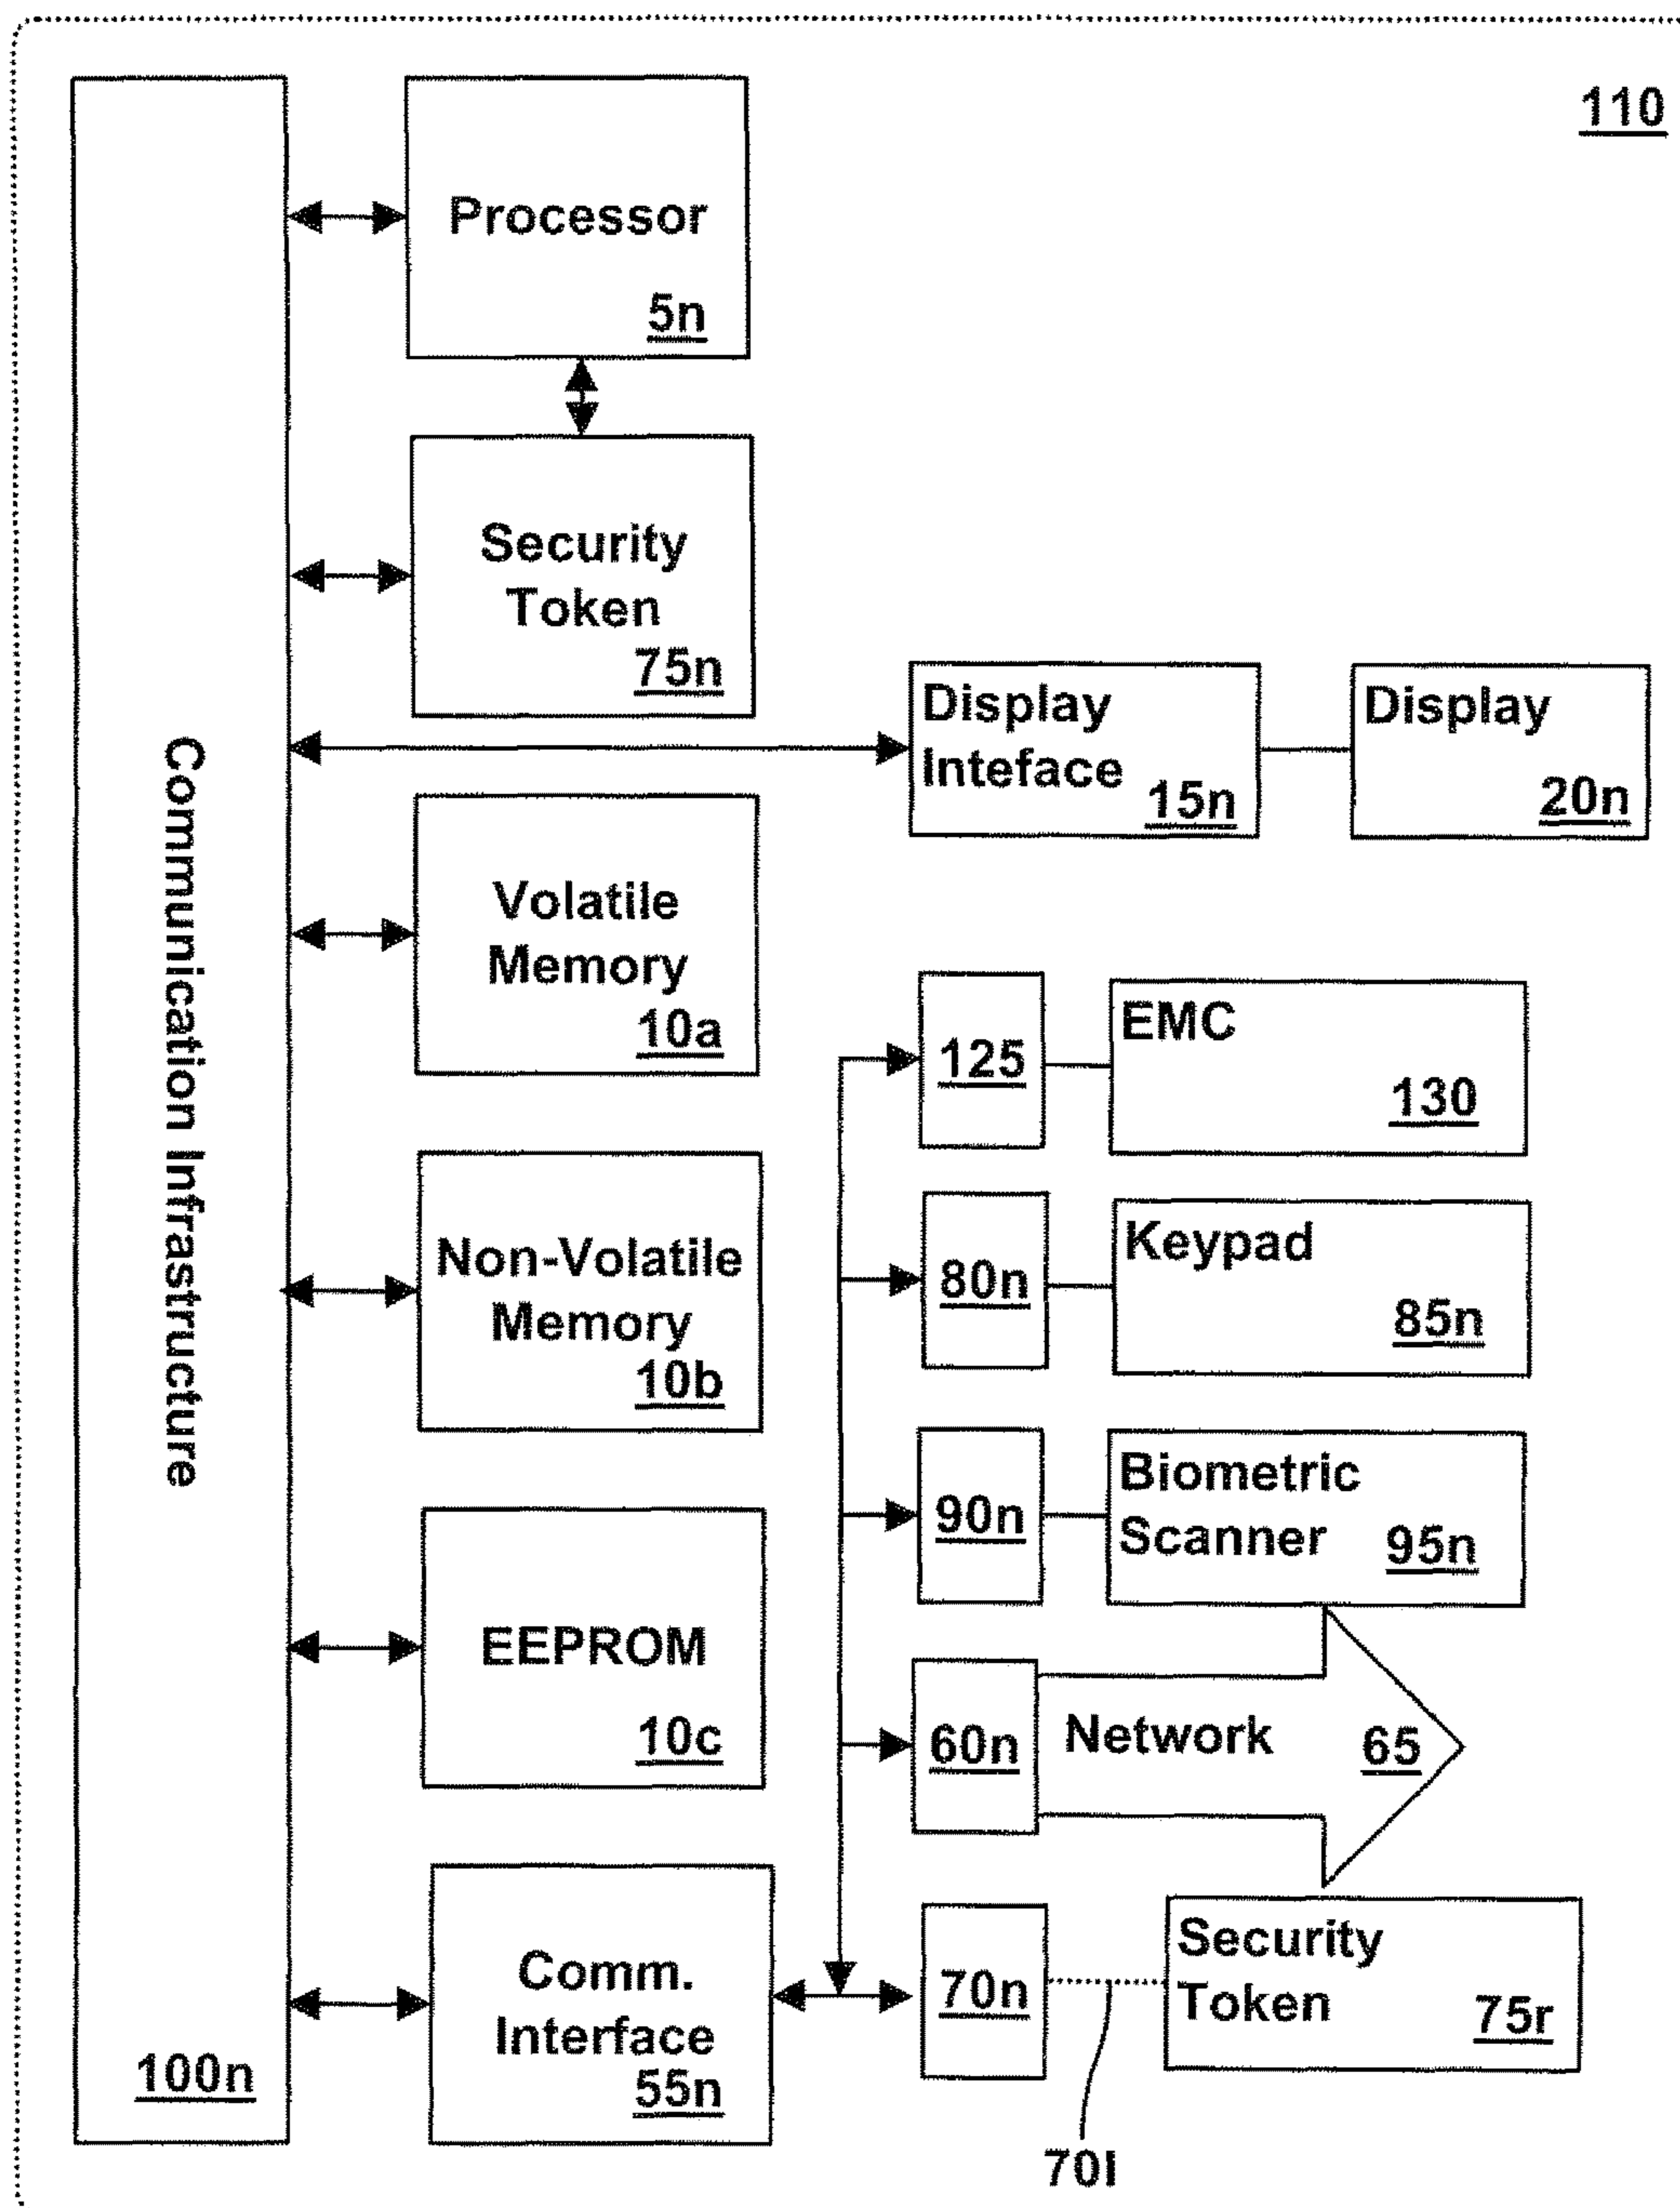 110
Processor
5n
Security
Token
75n
Display
Inteface
15n
Display
20n
Communication Infrastructure
100n
Volatile
Memory
10a
125
EMC
130
Non-Volatile
Memory
10b
80n
Keypad
85n
90n
Biometric
Scanner
95n
EEPROM
10c
60n
Network
65
Comm.
Interface
55n
70n
Security
Token
75r
70l